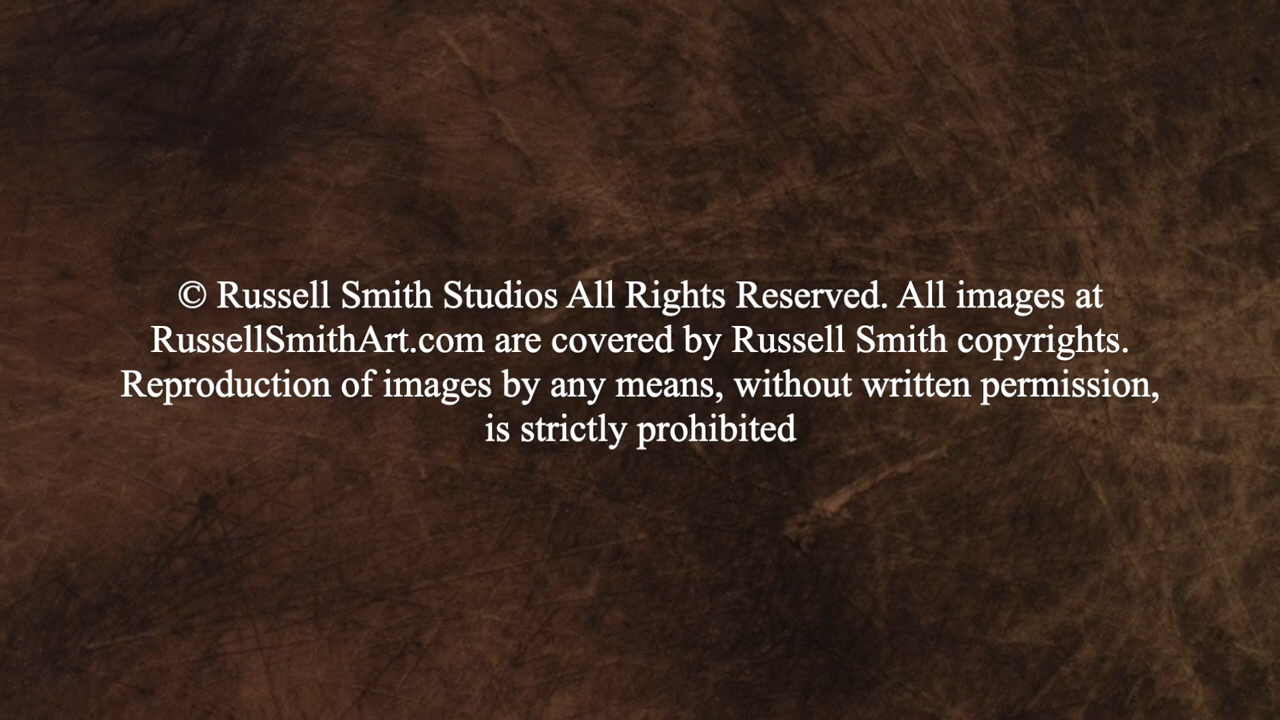 © Russell Smith Studios All Rights Reserved. All images at
RussellSmithArt.com are covered by Russell Smith copyrights.
Reproduction of images by any means, without written permission,
is strictly prohibited